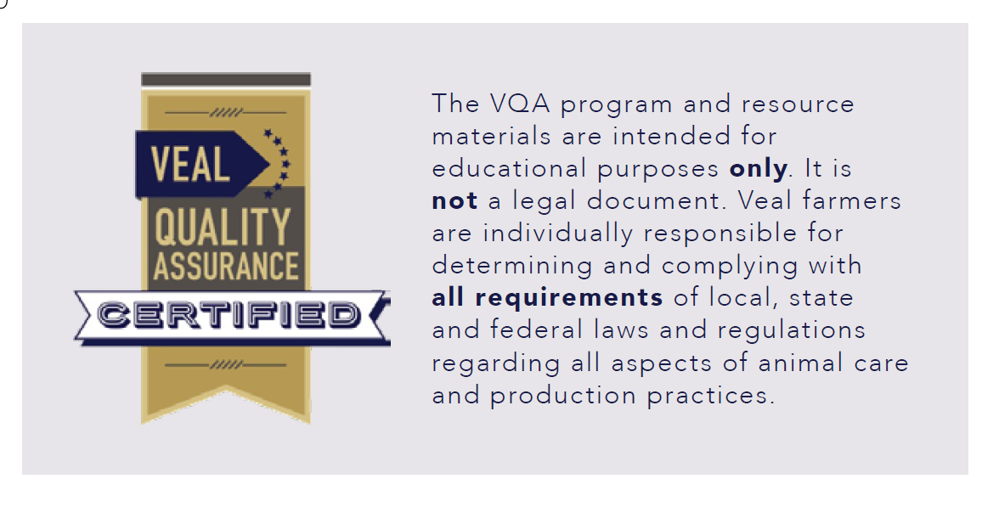 VEAL
QUALITY
ASSURANCE
CERTIFIED
The VQA program and resource
materials are intended for
educational purposes only. It is
not a legal document. Veal farmers
are individually responsible for
determining and complying with
all requirements of local, state
and federal laws and regulations
regarding all aspects of animal care
and production practices.